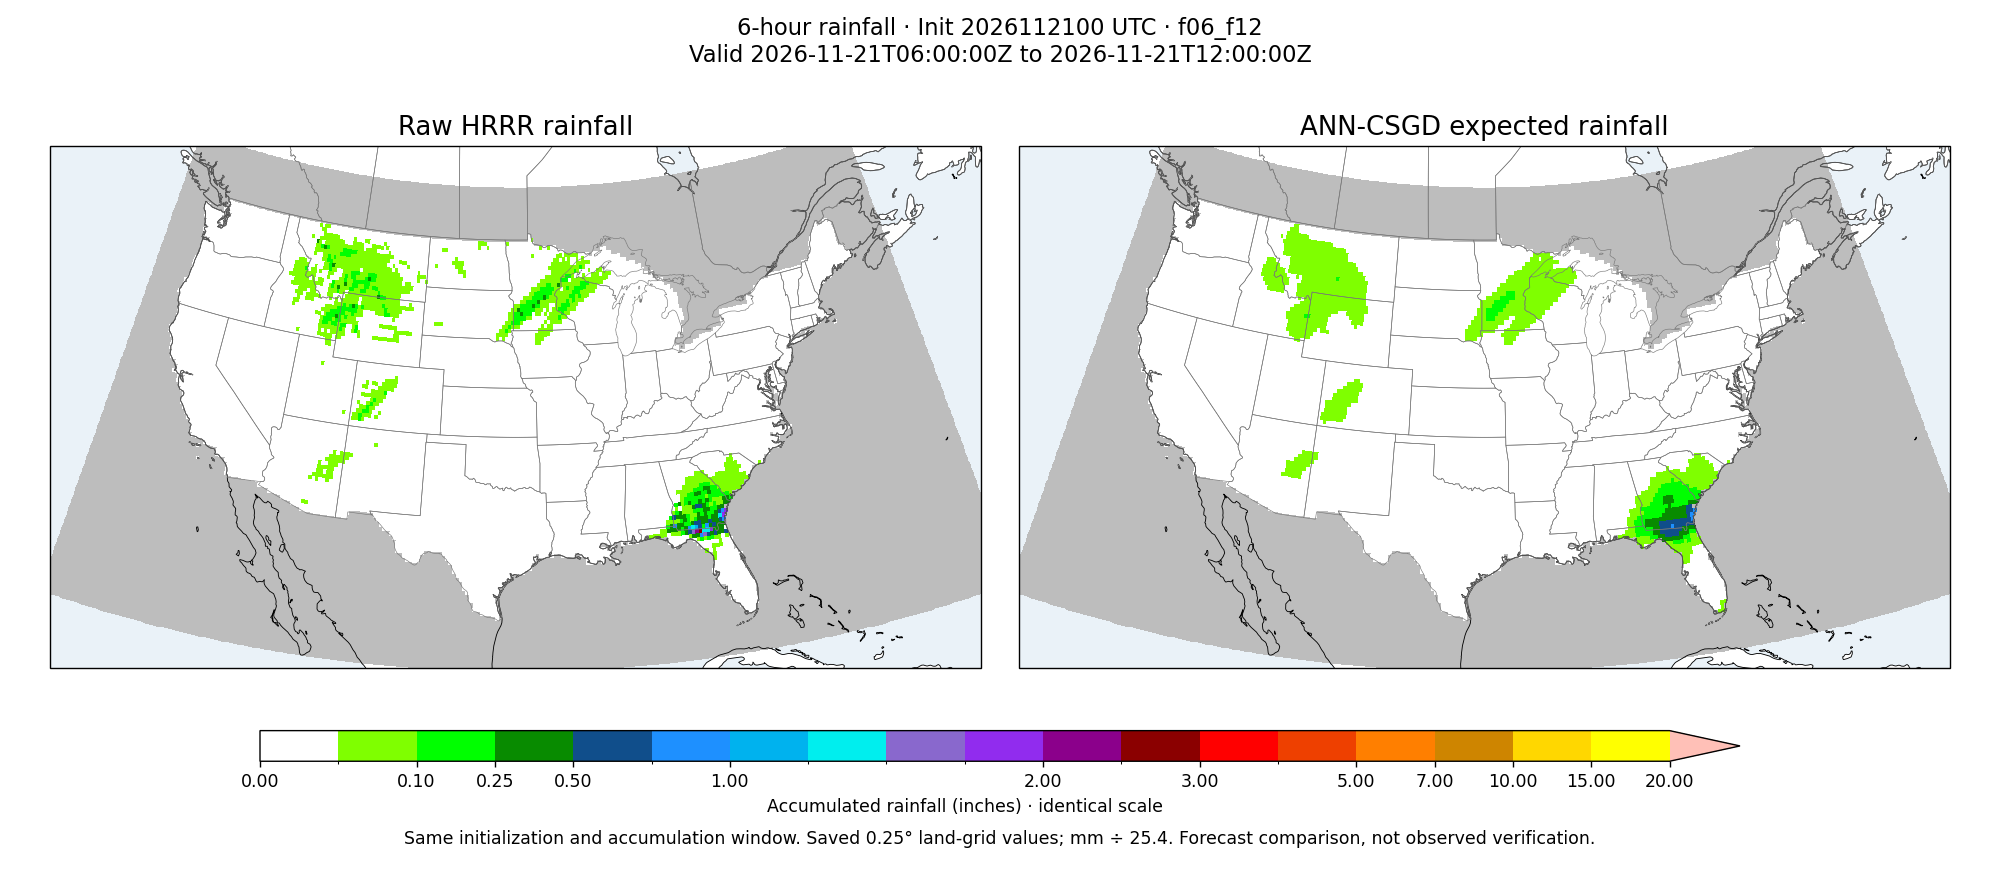 6-hour rainfall · Init 2026112100 UTC · f06_f12
Valid 2026-11-21T06:00:00Z to 2026-11-21T12:00:00Z
Raw HRRR rainfall
ANN-CSGD expected rainfall
0.00 0.10 0.25 0.50 1.00 2.00 3.00 5.00 7.00 10.00 15.00 20.00
Accumulated rainfall (inches) · identical scale
Same initialization and accumulation window. Saved 0.25° land-grid values; mm ÷ 25.4. Forecast comparison, not observed verification.